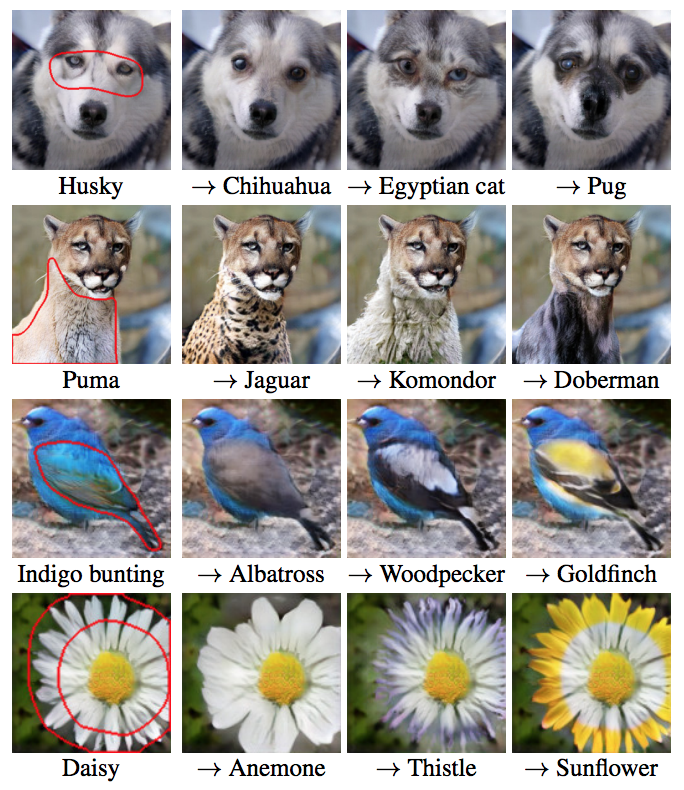 Husky → Chihuahua → Egyptian cat → Pug
Puma → Jaguar → Komondor → Doberman
Indigo bunting → Albatross → Woodpecker → Goldfinch
Daisy → Anemone → Thistle → Sunflower